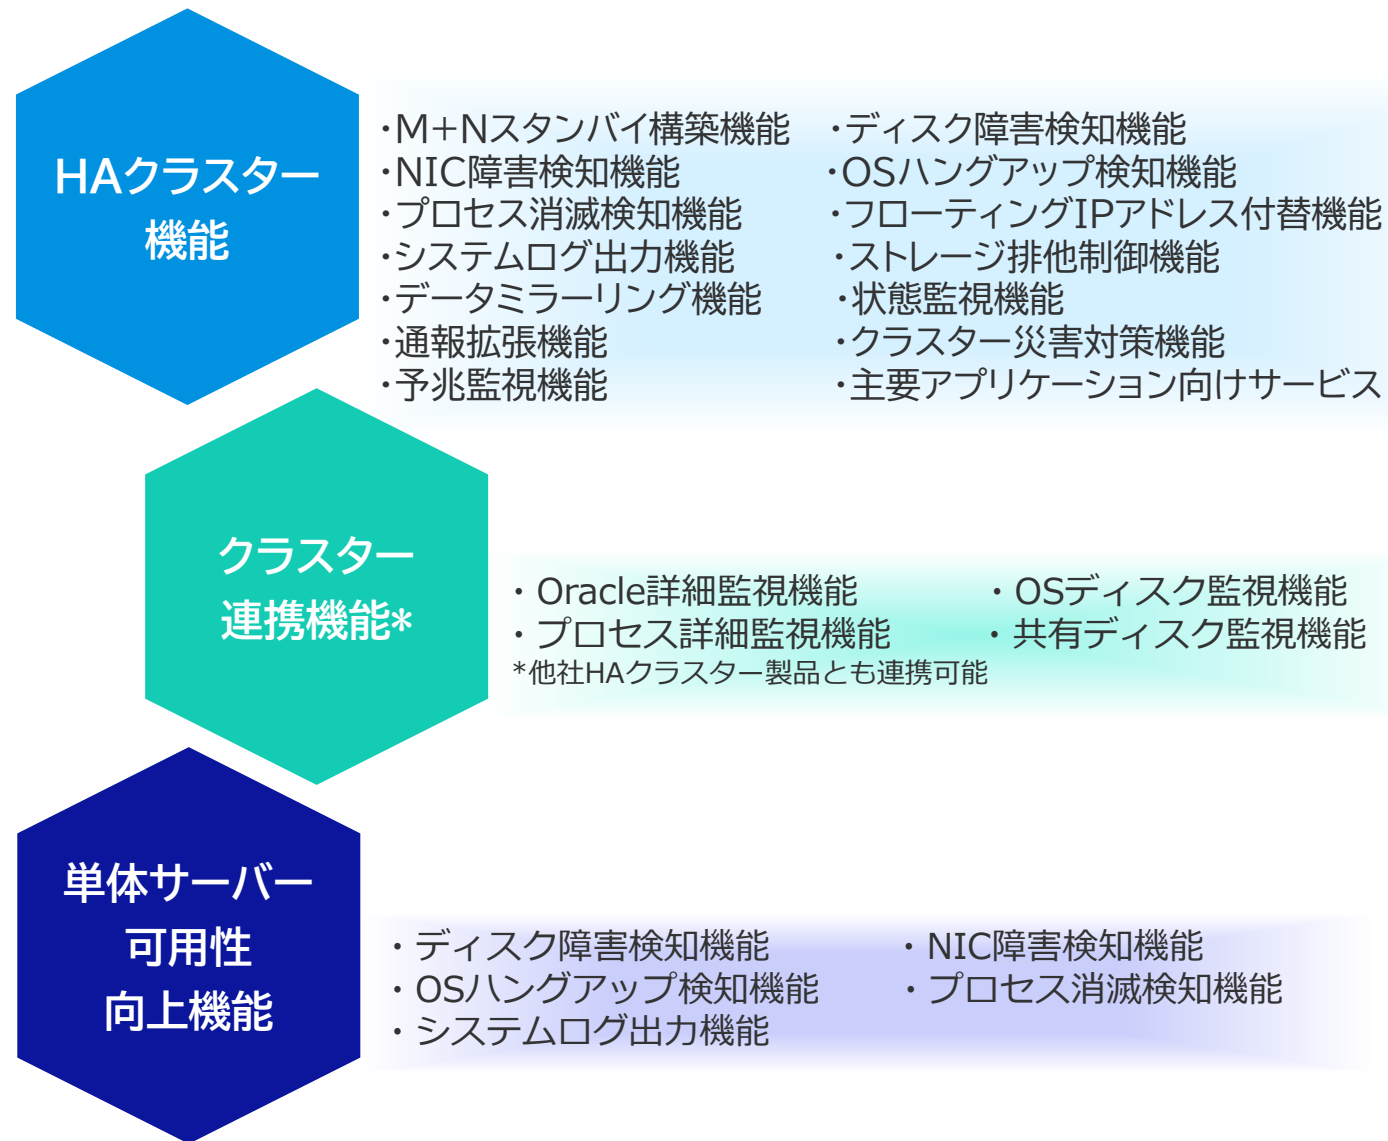 HAクラスター
機能
・M+Nスタンバイ構築機能 ・ディスク障害検知機能
・NIC障害検知機能 ・OSハングアップ検知機能
・プロセス消滅検知機能 ・フローティングIPアドレス付替機能
・システムログ出力機能 ・ストレージ排他制御機能
・データミラーリング機能 ・状態監視機能
・通報拡張機能 ・クラスター災害対策機能
・予兆監視機能 ・主要アプリケーション向けサービス
クラスター
連携機能*
・Oracle詳細監視機能 ・OSディスク監視機能
・プロセス詳細監視機能 ・共有ディスク監視機能
*他社HAクラスター製品とも連携可能
単体サーバー
可用性
向上機能
・ディスク障害検知機能 ・NIC障害検知機能
・OSハングアップ検知機能 ・プロセス消滅検知機能
・システムログ出力機能